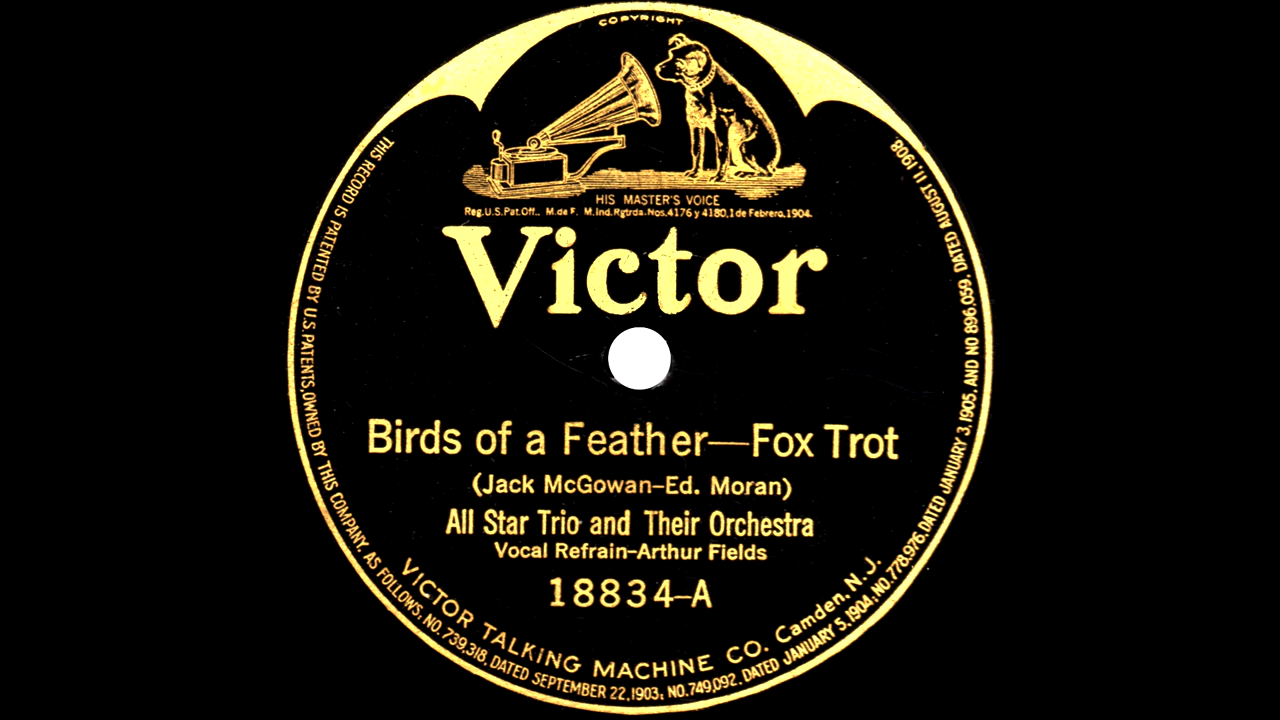 COPYRIGHT
HIS MASTER'S VOICE
Reg.U.S.Pat.Off. M.de F. M.Ind.Rgtrda.Nos.4176 y 4180,1 de Febrero,1904.
Victor
Birds of a Feather—Fox Trot
(Jack McGowan–Ed. Moran)
All Star Trio and Their Orchestra
Vocal Refrain–Arthur Fields
18834–A
VICTOR TALKING MACHINE CO. Camden, N.J.
THIS RECORD IS PATENTED BY U.S. PATENTS, OWNED BY THIS COMPANY, AS FOLLOWS, NO. 739,318, DATED SEPTEMBER 22, 1903; NO. 749,092, DATED JANUARY 5, 1904; NO. 778,976, DATED JANUARY 3, 1905, AND NO 896,059, DATED AUGUST 11, 1908.